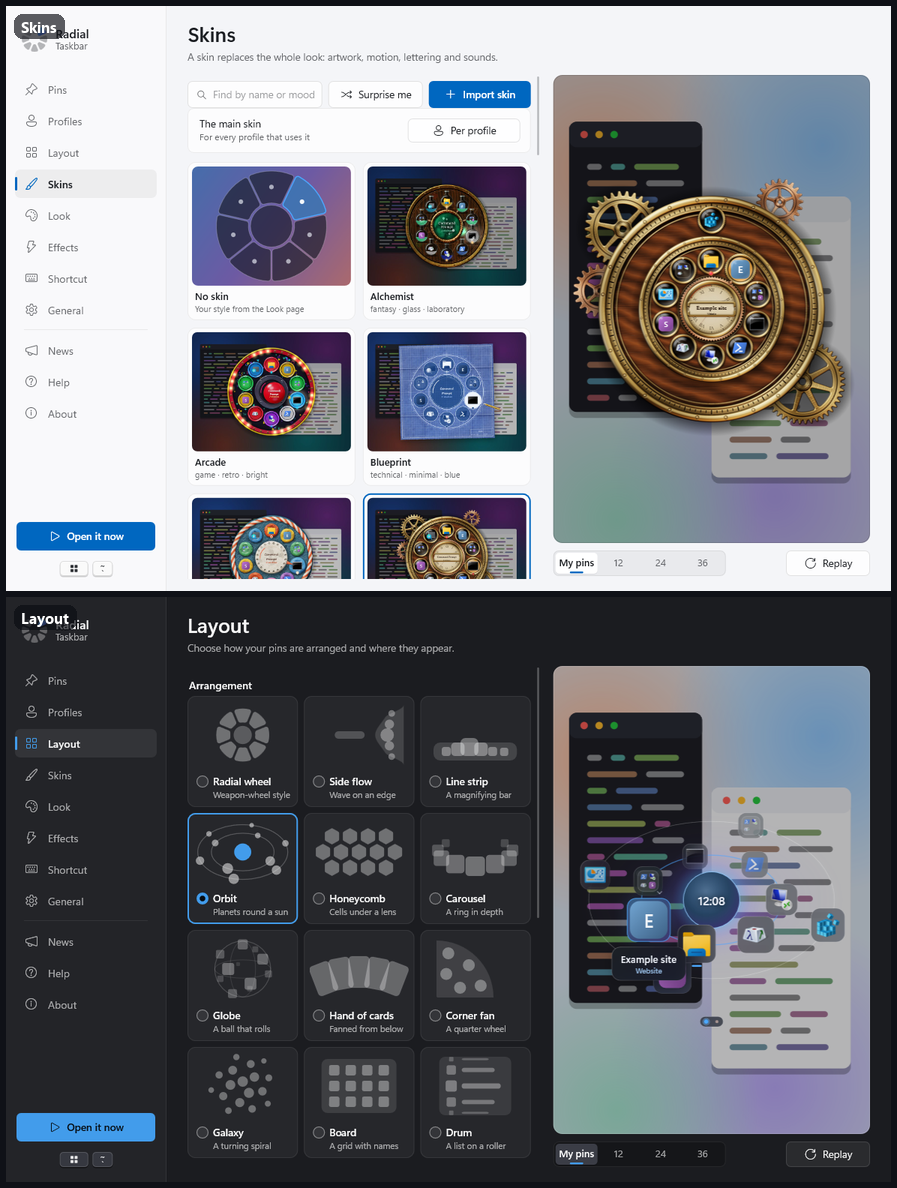 Skins
Radial
Taskbar
Pins
Profiles
Layout
Skins
Look
Effects
Shortcut
General
News
Help
About
Open it now
Skins
A skin replaces the whole look: artwork, motion, lettering and sounds.
Find by name or mood
Surprise me
Import skin
The main skin
For every profile that uses it
Per profile
No skin
Your style from the Look page
Alchemist
fantasy · glass · laboratory
Arcade
game · retro · bright
Blueprint
technical · minimal · blue
E
S
Example site
My pins
12
24
36
Replay
Layout
Radial
Taskbar
Pins
Profiles
Layout
Skins
Look
Effects
Shortcut
General
News
Help
About
Open it now
Layout
Choose how your pins are arranged and where they appear.
Arrangement
Radial wheel
Weapon-wheel style
Side flow
Wave on an edge
Line strip
A magnifying bar
Orbit
Planets round a sun
Honeycomb
Cells under a lens
Carousel
A ring in depth
Globe
A ball that rolls
Hand of cards
Fanned from below
Corner fan
A quarter wheel
Galaxy
A turning spiral
Board
A grid with names
Drum
A list on a roller
12:08
E
Example site
Website
My pins
12
24
36
Replay